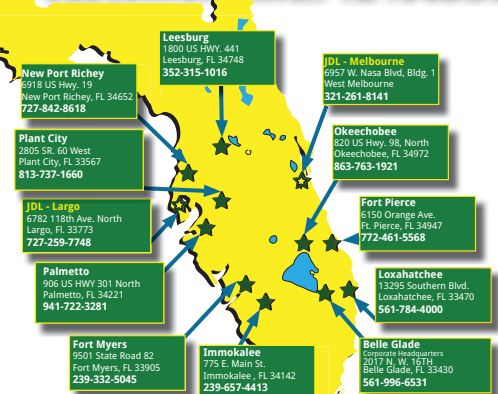 Leesburg
1800 US HWY. 441
Leesburg, FL 34748
352-315-1016
New Port Richey
6918 US Hwy. 19
New Port Richey, FL 34652
727-842-8618
JDL - Melbourne
6957 W. Nasa Blvd, Bldg. 1
West Melbourne
321-261-8141
Plant City
2805 SR. 60 West
Plant City, FL 33567
813-737-1660
Okeechobee
820 US Hwy. 98, North
Okeechobee, FL 34972
863-763-1921
JDL - Largo
6782 118th Ave. North
Largo, FL 33773
727-259-7748
Fort Pierce
6150 Orange Ave.
Ft. Pierce, FL 34947
772-461-5568
Palmetto
906 US HWY 301 North
Palmetto, FL 34221
941-722-3281
Loxahatchee
13295 Southern Blvd.
Loxahatchee, FL 33470
561-784-4000
Fort Myers
9501 State Road 82
Fort Myers, FL 33905
239-332-5045
Immokalee
775 E. Main St.
Immokalee , FL 34142
239-657-4413
Belle Glade
Corporate Headquarters
2017 N. W. 16TH
Belle Glade, FL 33430
561-996-6531